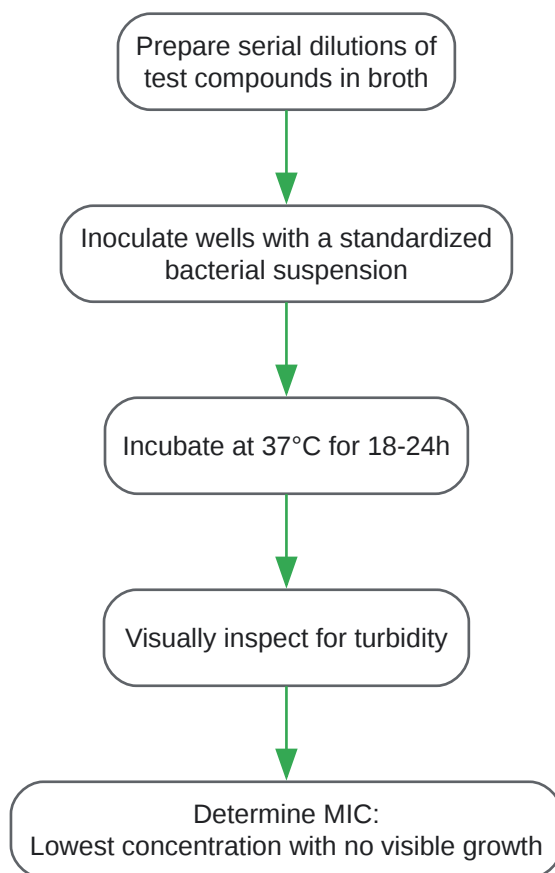 Prepare serial dilutions of
test compounds in broth
Inoculate wells with a standardized
bacterial suspension
Incubate at 37°C for 18-24h
Visually inspect for turbidity
Determine MIC:
Lowest concentration with no visible growth